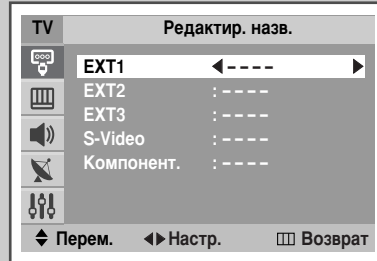 TV Редактир. назв.
EXT1 ◀ ---- ▶
EXT2 : ----
EXT3 : ----
S-Video : ----
Компонент. : ----
Перем. Настр. Возврат